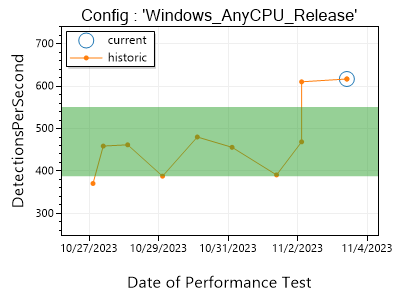 Config : 'Windows_AnyCPU_Release'
current
historic
700
600
500
400
300
DetectionsPerSecond
10/27/2023 10/29/2023 10/31/2023 11/2/2023 11/4/2023
Date of Performance Test